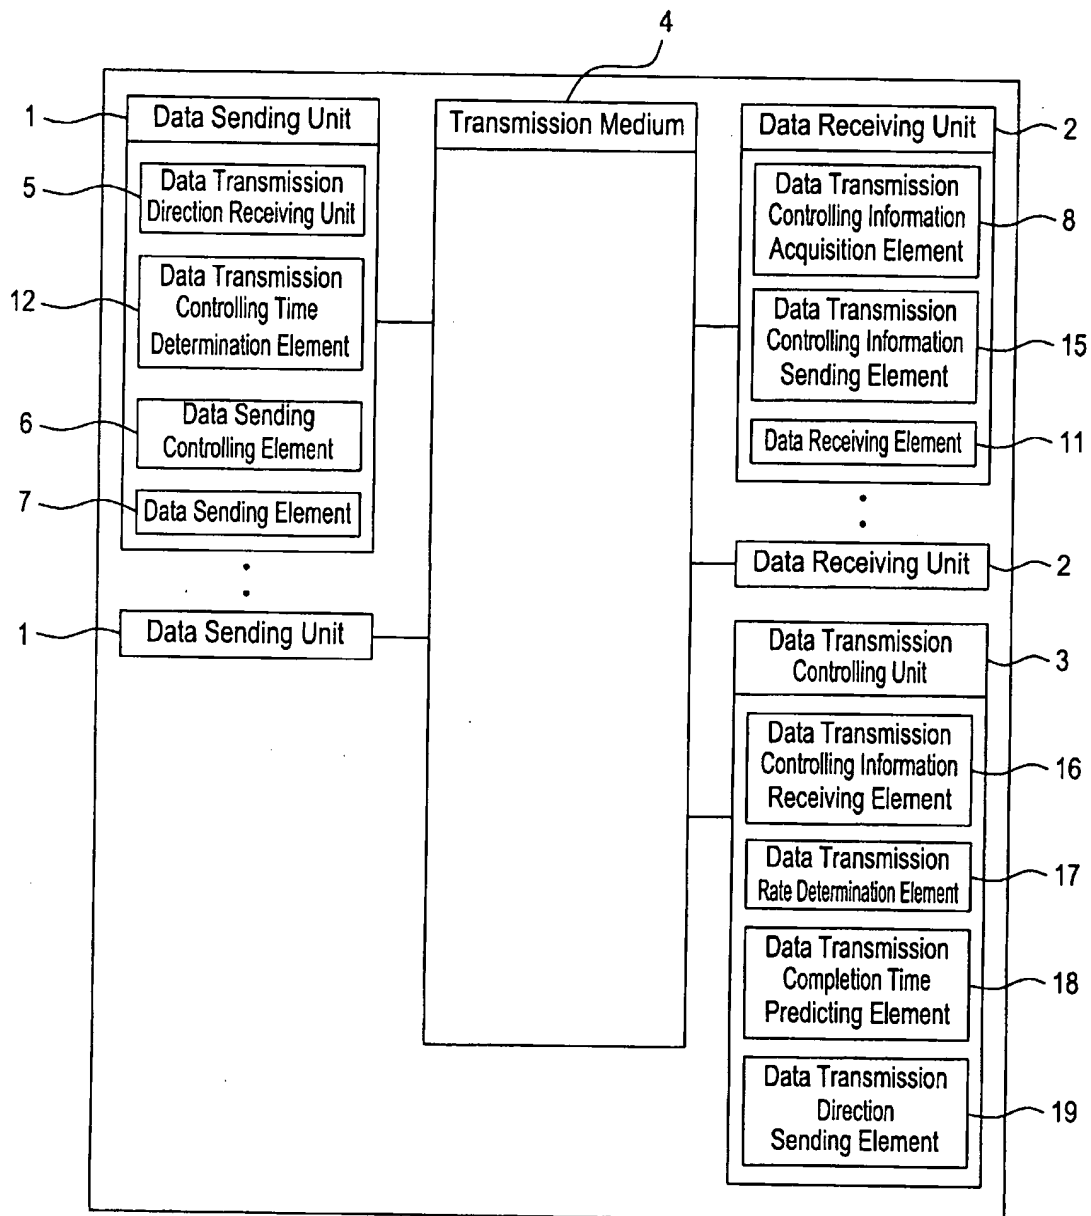 4
1
Data Sending Unit
5
Data Transmission
Direction Receiving Unit
12
Data Transmission
Controlling Time
Determination Element
6
Data Sending
Controlling Element
7
Data Sending Element
1
Data Sending Unit
Transmission Medium
Data Receiving Unit
2
Data Transmission
Controlling Information
Acquisition Element
8
Data Transmission
Controlling Information
Sending Element
15
Data Receiving Element
11
Data Receiving Unit
2
Data Transmission
Controlling Unit
3
Data Transmission
Controlling Information
Receiving Element
16
Data Transmission
Rate Determination Element
17
Data Transmission
Completion Time
Predicting Element
18
Data Transmission
Direction
Sending Element
19